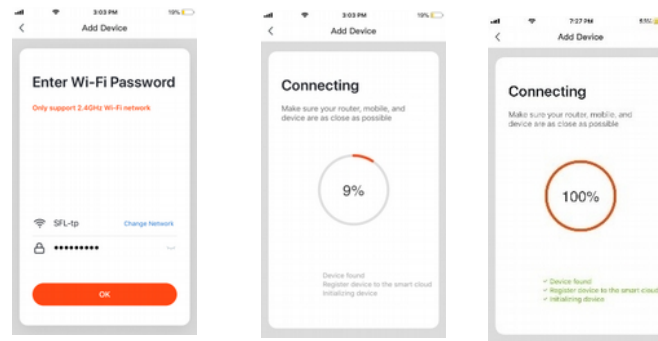 3:03 PM
19%
Add Device
Enter Wi-Fi Password
Only support 2.4GHz Wi-Fi network
SFL-tp
Change Network
•••••••••
OK
3:03 PM
19%
Add Device
Connecting
Make sure your router, mobile, and
device are as close as possible
9%
Device found
Register device to the smart cloud
Initializing device
7:27 PM
Add Device
Connecting
Make sure your router, mobile, and
device are as close as possible
100%
✓ Device found
✓ Register device to the smart cloud
✓ Initializing device